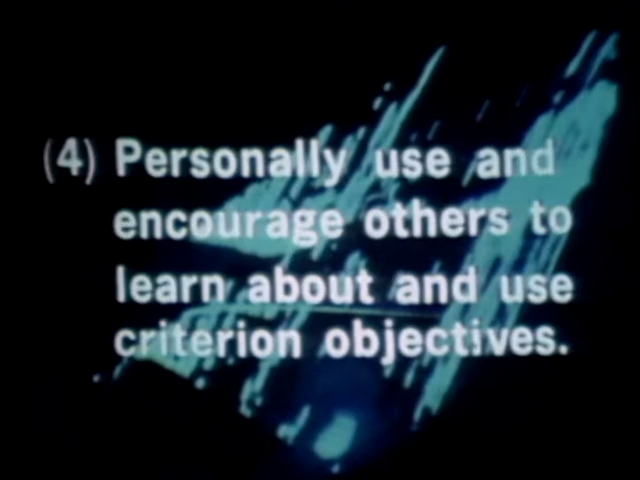 (4) Personally use and
encourage others to
learn about and use
criterion objectives.